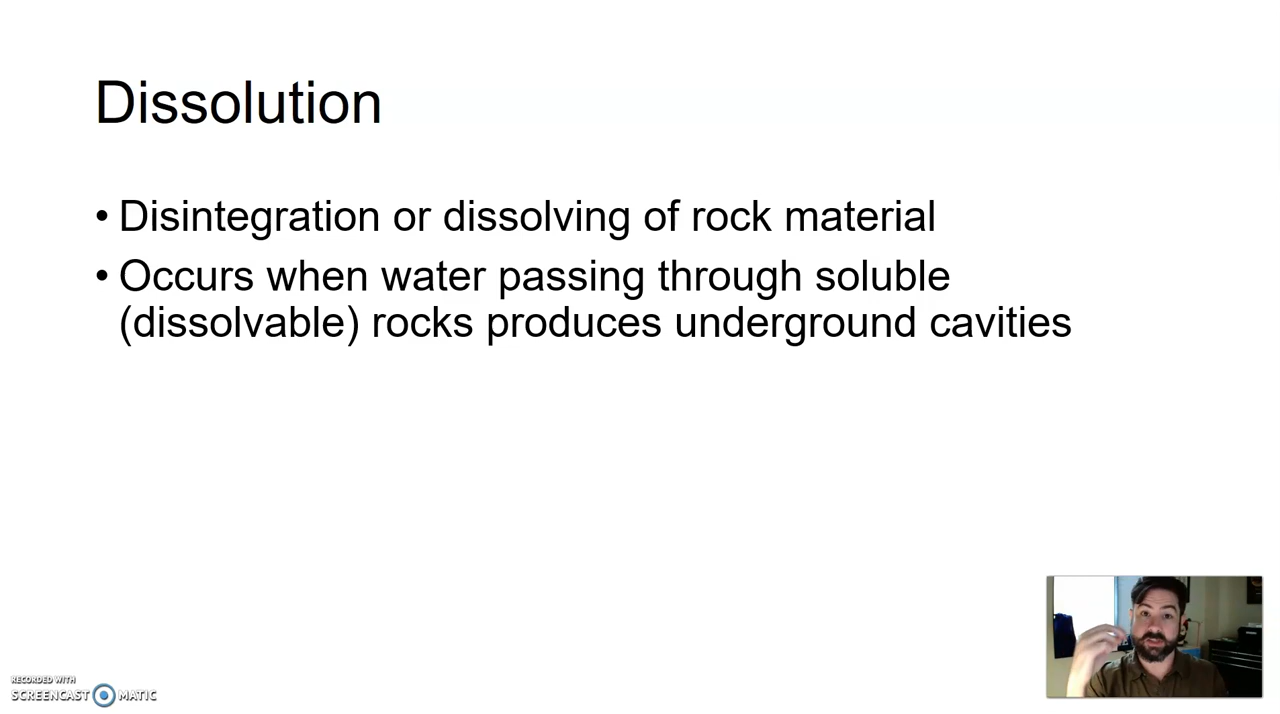 Dissolution
• Disintegration or dissolving of rock material
• Occurs when water passing through soluble
(dissolvable) rocks produces underground cavities
RECORDED WITH
SCREENCAST MATIC